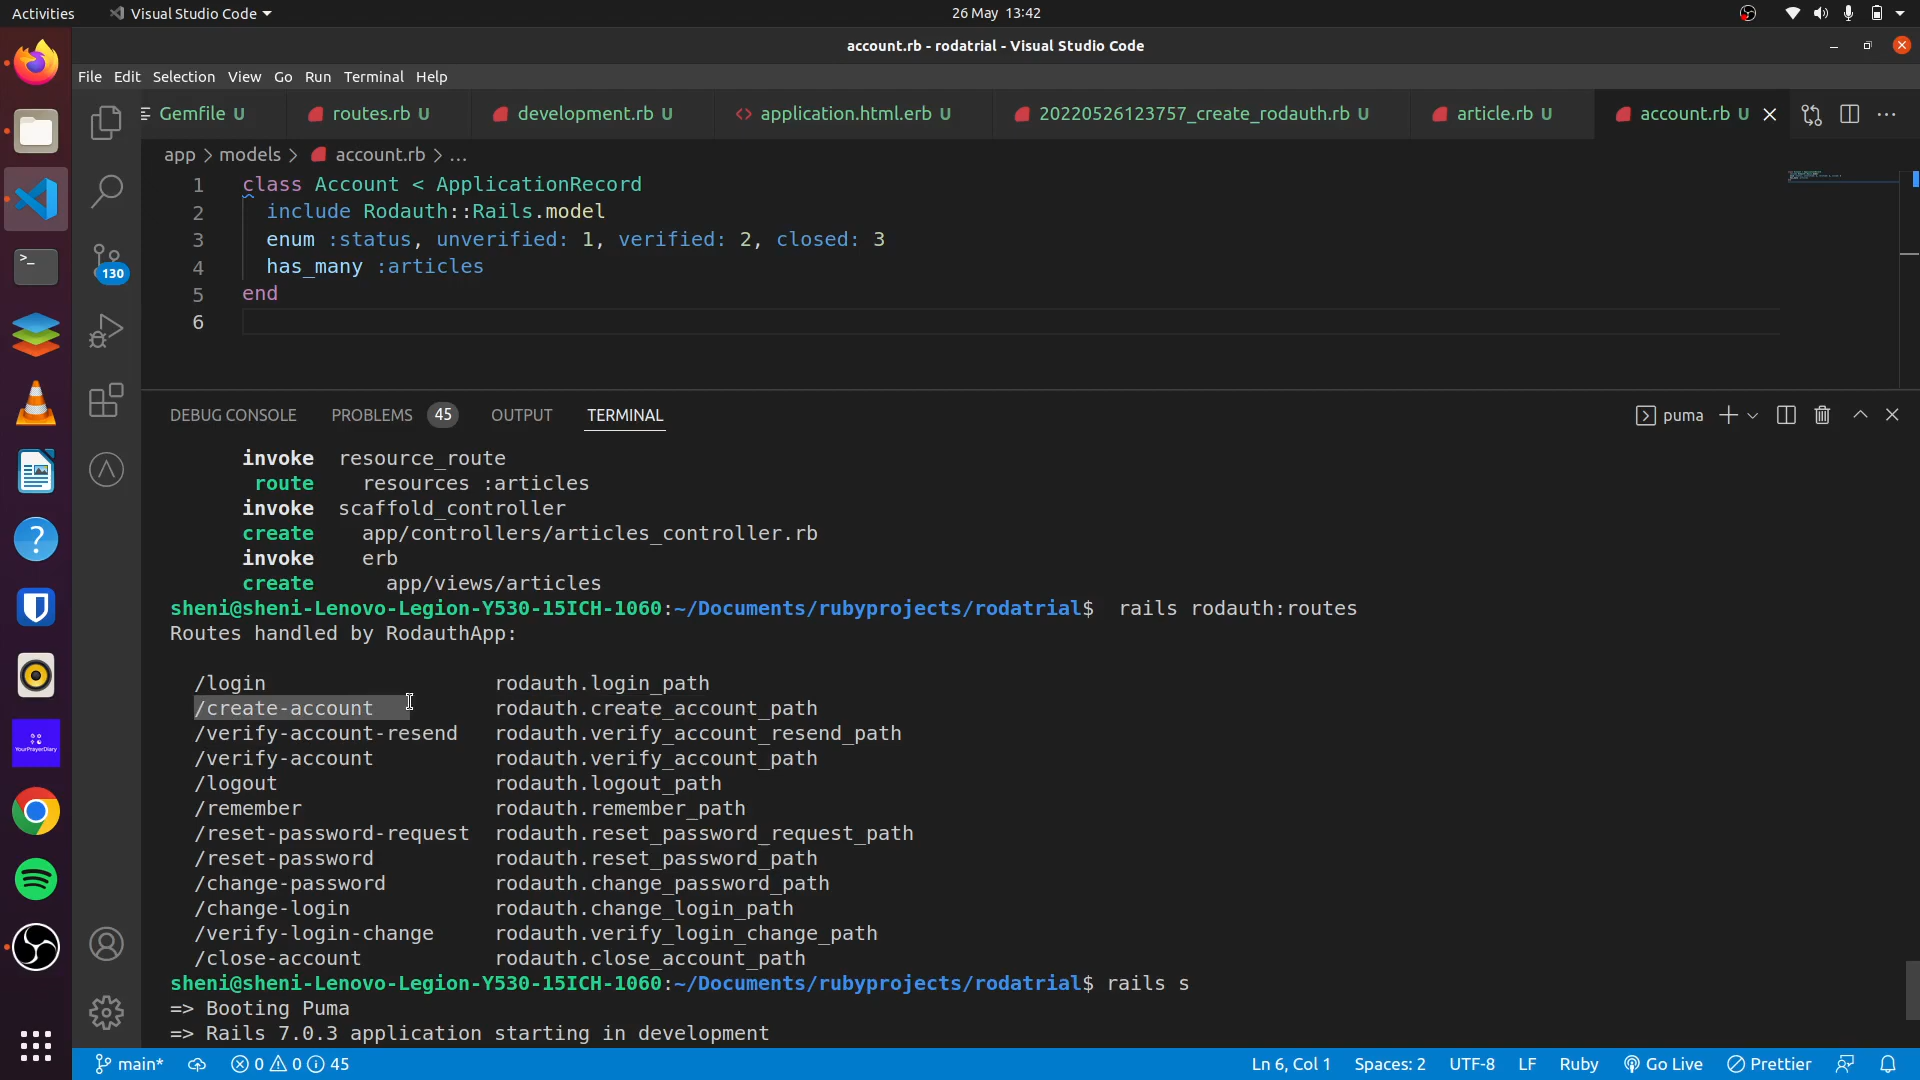 Activities
Visual Studio Code
26 May 13:42
account.rb - rodatrial - Visual Studio Code
File Edit Selection View Go Run Terminal Help
Gemfile U
routes.rb U
development.rb U
application.html.erb U
20220526123757_create_rodauth.rb U
article.rb U
account.rb U
app > models > account.rb > ...
1 class Account < ApplicationRecord
2 include Rodauth::Rails.model
3 enum :status, unverified: 1, verified: 2, closed: 3
4 has_many :articles
5 end
6
DEBUG CONSOLE PROBLEMS 45 OUTPUT TERMINAL
puma
130
invoke resource_route
route resources :articles
invoke scaffold_controller
create app/controllers/articles_controller.rb
invoke erb
create app/views/articles
sheni@sheni-Lenovo-Legion-Y530-15ICH-1060:~/Documents/rubyprojects/rodatrial$ rails rodauth:routes
Routes handled by RodauthApp:
/login rodauth.login_path
/create-account rodauth.create_account_path
/verify-account-resend rodauth.verify_account_resend_path
/verify-account rodauth.verify_account_path
/logout rodauth.logout_path
/remember rodauth.remember_path
/reset-password-request rodauth.reset_password_request_path
/reset-password rodauth.reset_password_path
/change-password rodauth.change_password_path
/change-login rodauth.change_login_path
/verify-login-change rodauth.verify_login_change_path
/close-account rodauth.close_account_path
sheni@sheni-Lenovo-Legion-Y530-15ICH-1060:~/Documents/rubyprojects/rodatrial$ rails s
=> Booting Puma
=> Rails 7.0.3 application starting in development
YourPrayerDiary
main* 0 0 45
Ln 6, Col 1 Spaces: 2 UTF-8 LF Ruby Go Live Prettier